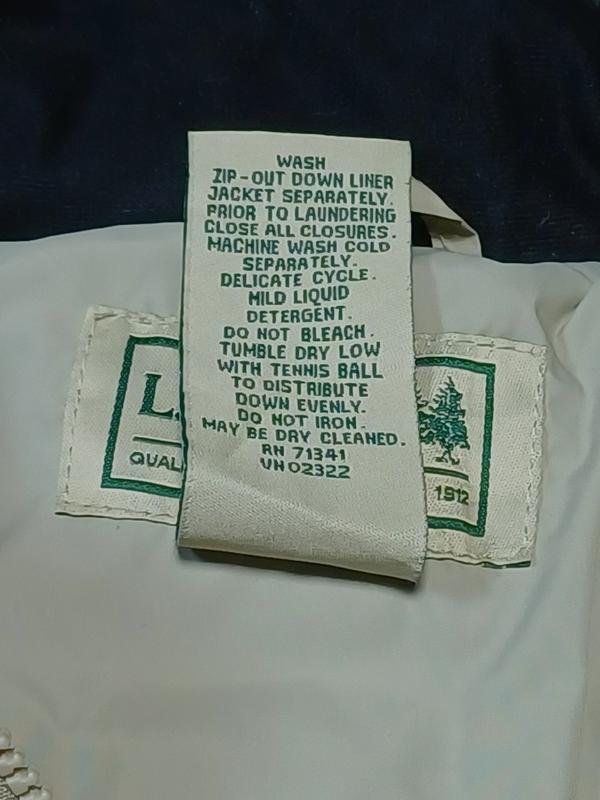 WASH
ZIP-OUT DOWN LINER
JACKET SEPARATELY.
PRIOR TO LAUNDERING
CLOSE ALL CLOSURES.
MACHINE WASH COLD
SEPARATELY.
DELICATE CYCLE.
MILD LIQUID
DETERGENT.
DO NOT BLEACH.
TUMBLE DRY LOW
WITH TENNIS BALL
TO DISTRIBUTE
DOWN EVENLY.
DO NOT IRON.
MAY BE DRY CLEANED.
RN 71341
VN02322
L.
QUAL
1912